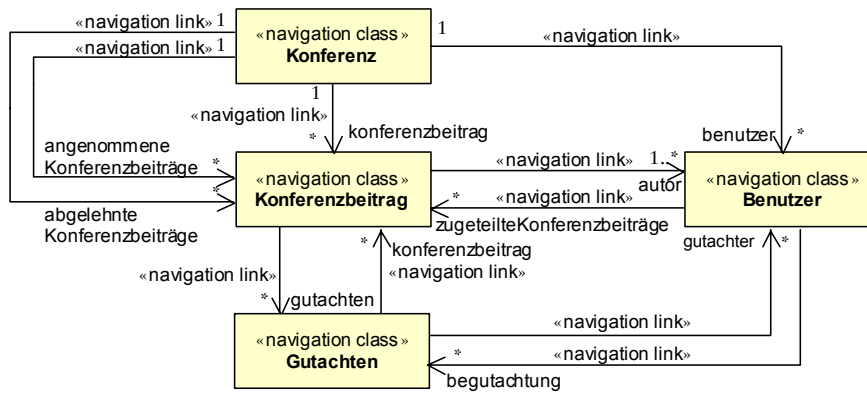 «navigation link» 1
«navigation link» 1
«navigation class»
Konferenz
1
«navigation link»
1
«navigation link»
* konferenzbeitrag
benutzer *
angenommene
Konferenzbeiträge
*
*
abgelehnte
Konferenzbeiträge
«navigation class»
Konferenzbeitrag
«navigation link» 1..*
autor
* «navigation link»
zugeteilteKonferenzbeiträge
«navigation class»
Benutzer
gutachter *
* konferenzbeitrag
«navigation link»
«navigation link»
* gutachten
«navigation class»
Gutachten
«navigation link»
* «navigation link»
begutachtung